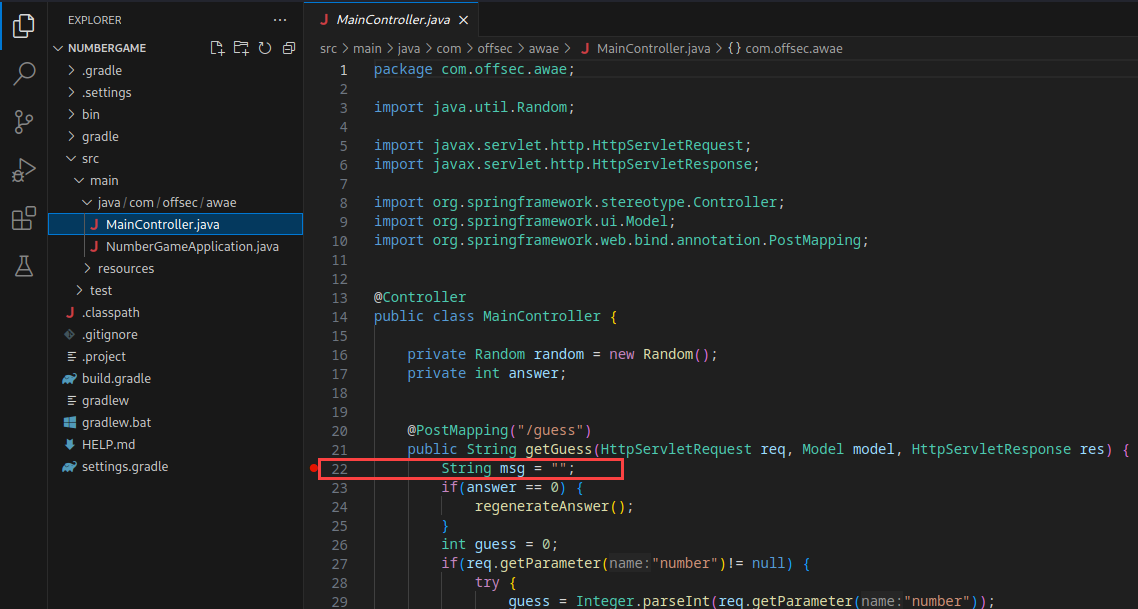 EXPLORER
NUMBERGAME
.gradle
.settings
bin
gradle
src
main
java / com / offsec / awae
J MainController.java
J NumberGameApplication.java
resources
test
J .classpath
.gitignore
.project
build.gradle
gradlew
gradlew.bat
HELP.md
settings.gradle
J MainController.java
src > main > java > com > offsec > awae > J MainController.java > {} com.offsec.awae
1 package com.offsec.awae;
2
3 import java.util.Random;
4
5 import javax.servlet.http.HttpServletRequest;
6 import javax.servlet.http.HttpServletResponse;
7
8 import org.springframework.stereotype.Controller;
9 import org.springframework.ui.Model;
10 import org.springframework.web.bind.annotation.PostMapping;
11
12
13 @Controller
14 public class MainController {
15
16 private Random random = new Random();
17 private int answer;
18
19
20 @PostMapping("/guess")
21 public String getGuess(HttpServletRequest req, Model model, HttpServletResponse res) {
22 String msg = "";
23 if(answer == 0) {
24 regenerateAnswer();
25 }
26 int guess = 0;
27 if(req.getParameter(name:"number")!= null) {
28 try {
29 guess = Integer.parseInt(req.getParameter(name:"number"));